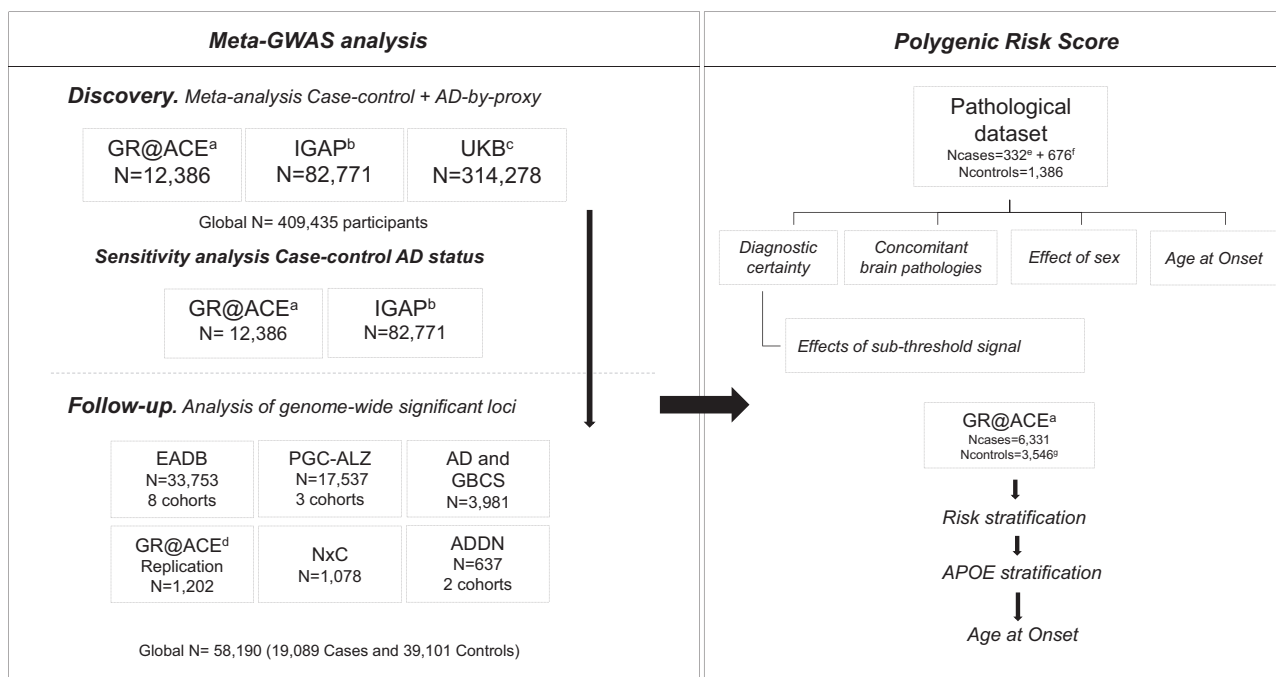 Meta-GWAS analysis
Discovery. Meta-analysis Case-control + AD-by-proxy
GR@ACEᵃ
N=12,386
IGAPᵇ
N=82,771
UKBᶜ
N=314,278
Global N= 409,435 participants
Sensitivity analysis Case-control AD status
GR@ACEᵃ
N= 12,386
IGAPᵇ
N=82,771
Follow-up. Analysis of genome-wide significant loci
EADB
N=33,753
8 cohorts
PGC-ALZ
N=17,537
3 cohorts
AD and
GBCS
N=3,981
GR@ACEᵈ
Replication
N=1,202
NxC
N=1,078
ADDN
N=637
2 cohorts
Global N= 58,190 (19,089 Cases and 39,101 Controls)
Polygenic Risk Score
Pathological
dataset
Ncases=332ᵉ + 676ᶠ
Ncontrols=1,386
Diagnostic
certainty
Concomitant
brain pathologies
Effect of sex
Age at Onset
Effects of sub-threshold signal
GR@ACEᵃ
Ncases=6,331
Ncontrols=3,546ᵍ
Risk stratification
APOE stratification
Age at Onset